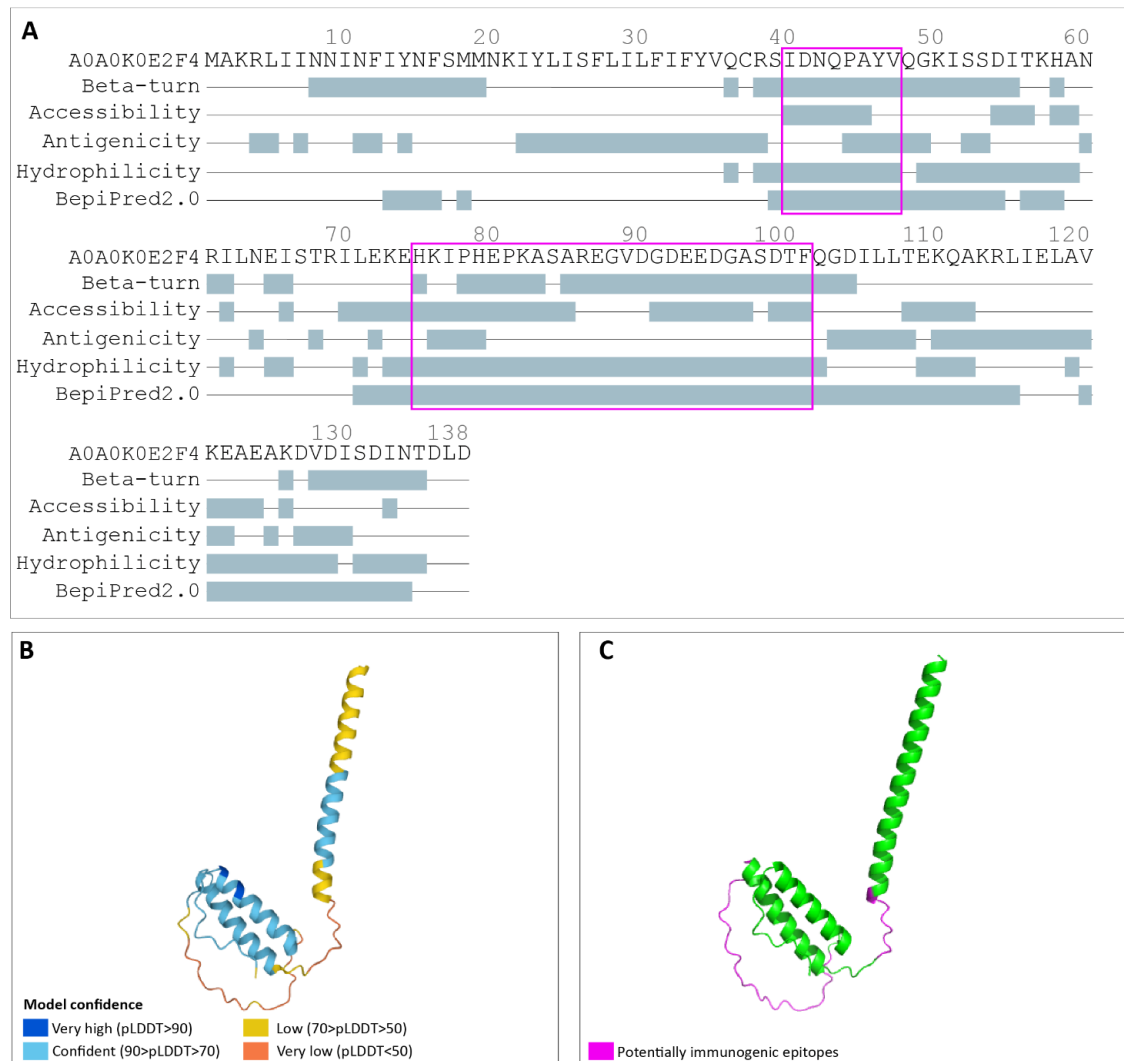 A
10 20 30 40 50 60
A0A0K0E2F4 MAKRLIINNINFIYNFSMMNKIYLISFLILFIFYVQCRSIDNQPAYVQGKISSDITKHAN
Beta-turn
Accessibility
Antigenicity
Hydrophilicity
BepiPred2.0
70 80 90 100 110 120
A0A0K0E2F4 RILNEISTRILEKEHKIPHEPKASAREGVDGDEEDGASDTFQGDILLTEKQAKRLIELAV
Beta-turn
Accessibility
Antigenicity
Hydrophilicity
BepiPred2.0
130 138
A0A0K0E2F4 KEAEAKDVDISDINTDLD
Beta-turn
Accessibility
Antigenicity
Hydrophilicity
BepiPred2.0
B
Model confidence
Very high (pLDDT>90)
Low (70>pLDDT>50)
Confident (90>pLDDT>70)
Very low (pLDDT<50)
C
Potentially immunogenic epitopes